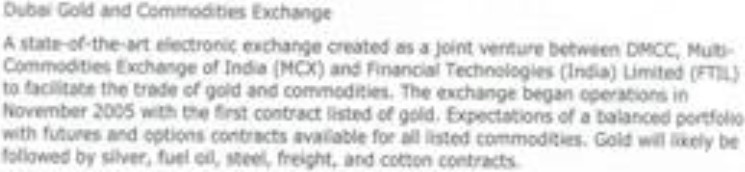 Dubai Gold and Commodities Exchange
A state-of-the-art electronic exchange created as a joint venture between DMCC, Multi-
Commodities Exchange of India (MCX) and Financial Technologies (India) Limited (FTIL)
to facilitate the trade of gold and commodities. The exchange began operations in
November 2005 with the first contract listed of gold. Expectations of a balanced portfolio
with futures and options contracts available for all listed commodities. Gold will likely be
followed by silver, fuel oil, steel, freight, and cotton contracts.